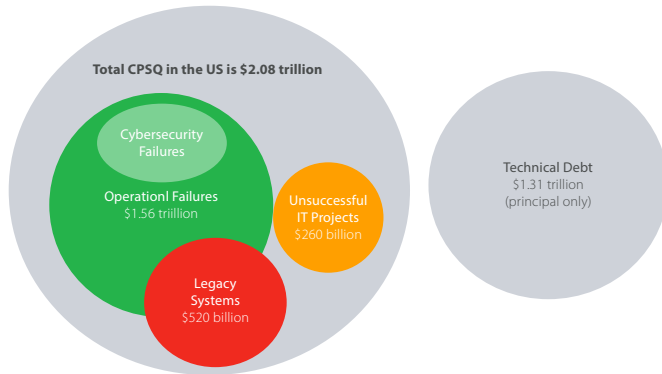 Total CPSQ in the US is $2.08 trillion
Cybersecurity
Failures
Operationl Failures
$1.56 triillion
Unsuccessful
IT Projects
$260 billion
Legacy
Systems
$520 billion
Technical Debt
$1.31 trillion
(principal only)